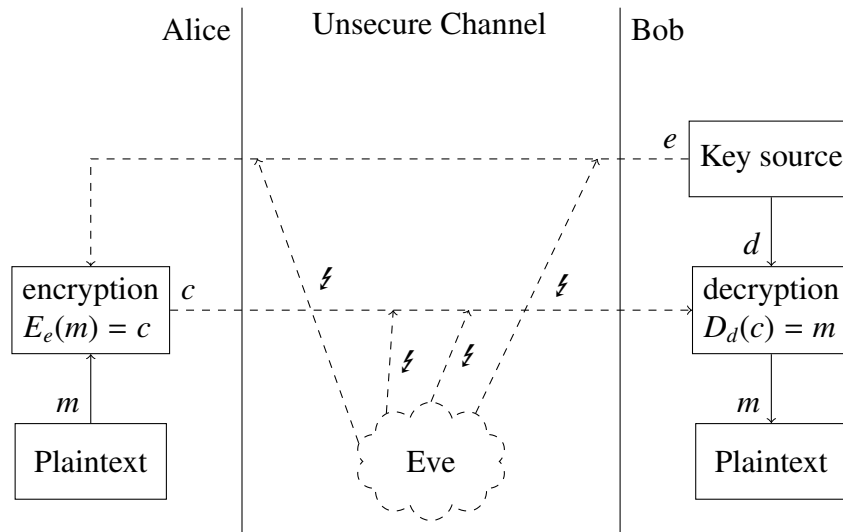 Alice
Unsecure Channel
Bob
e
Key source
d
encryption
E_e(m) = c
c
decryption
D_d(c) = m
m
m
Plaintext
Eve
Plaintext